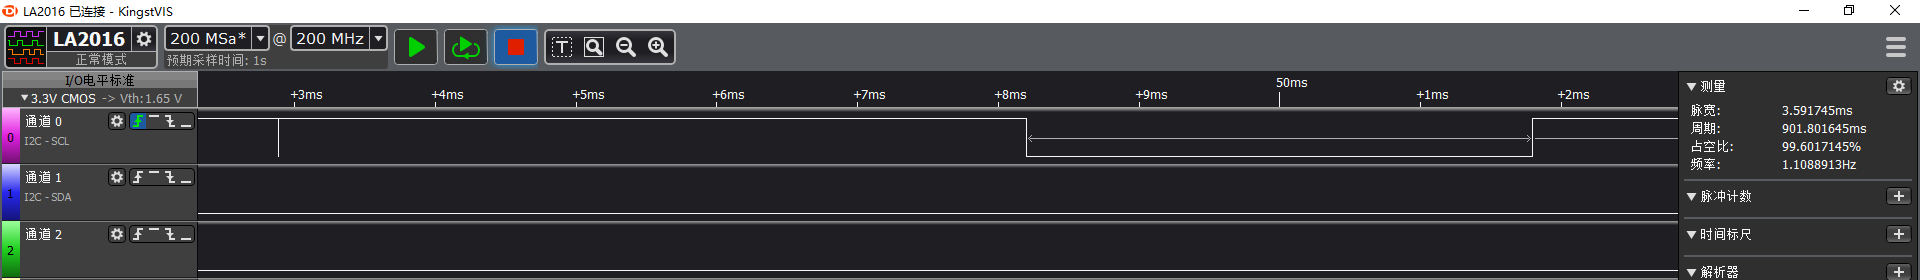 LA2016 已连接 - KingstVIS
LA2016
正常模式
200 MSa* @ 200 MHz
预期采样时间: 1s
I/O电平标准
3.3V CMOS -> Vth:1.65 V
+3ms +4ms +5ms +6ms +7ms +8ms +9ms 50ms +1ms +2ms
0 通道 0
I2C - SCL
1 通道 1
I2C - SDA
2 通道 2
测量
脉宽: 3.591745ms
周期: 901.801645ms
占空比: 99.6017145%
频率: 1.1088913Hz
脉冲计数
时间标尺
解析器